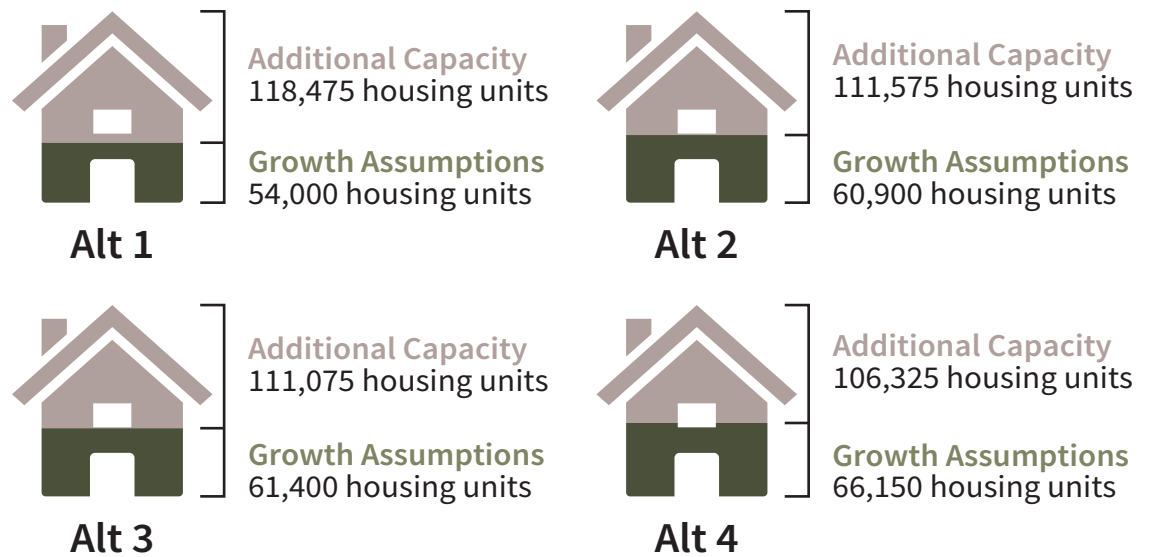 Additional Capacity
118,475 housing units
Growth Assumptions
54,000 housing units
Alt 1
Additional Capacity
111,575 housing units
Growth Assumptions
60,900 housing units
Alt 2
Additional Capacity
111,075 housing units
Growth Assumptions
61,400 housing units
Alt 3
Additional Capacity
106,325 housing units
Growth Assumptions
66,150 housing units
Alt 4